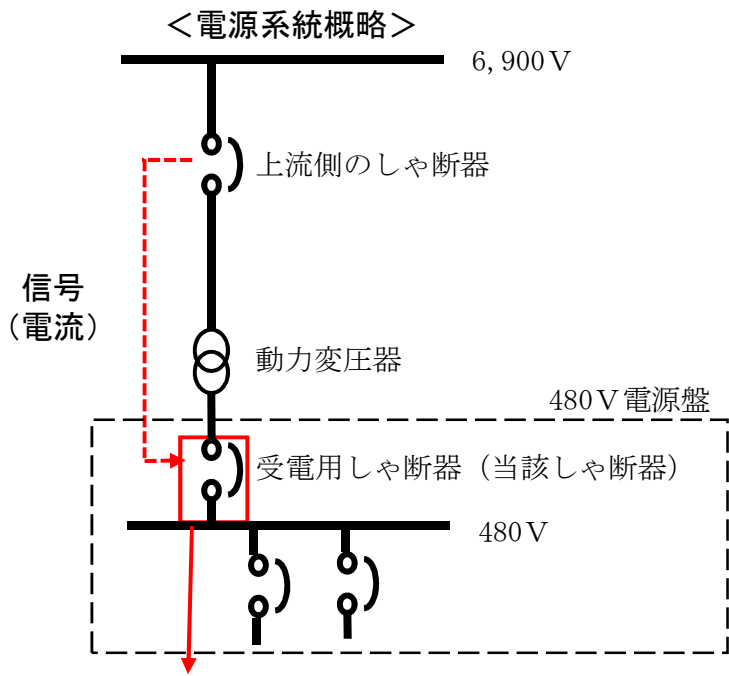 ＜電源系統概略＞
6,900Ｖ
上流側のしゃ断器
信号
（電流）
動力変圧器
480Ｖ電源盤
受電用しゃ断器（当該しゃ断器）
480Ｖ